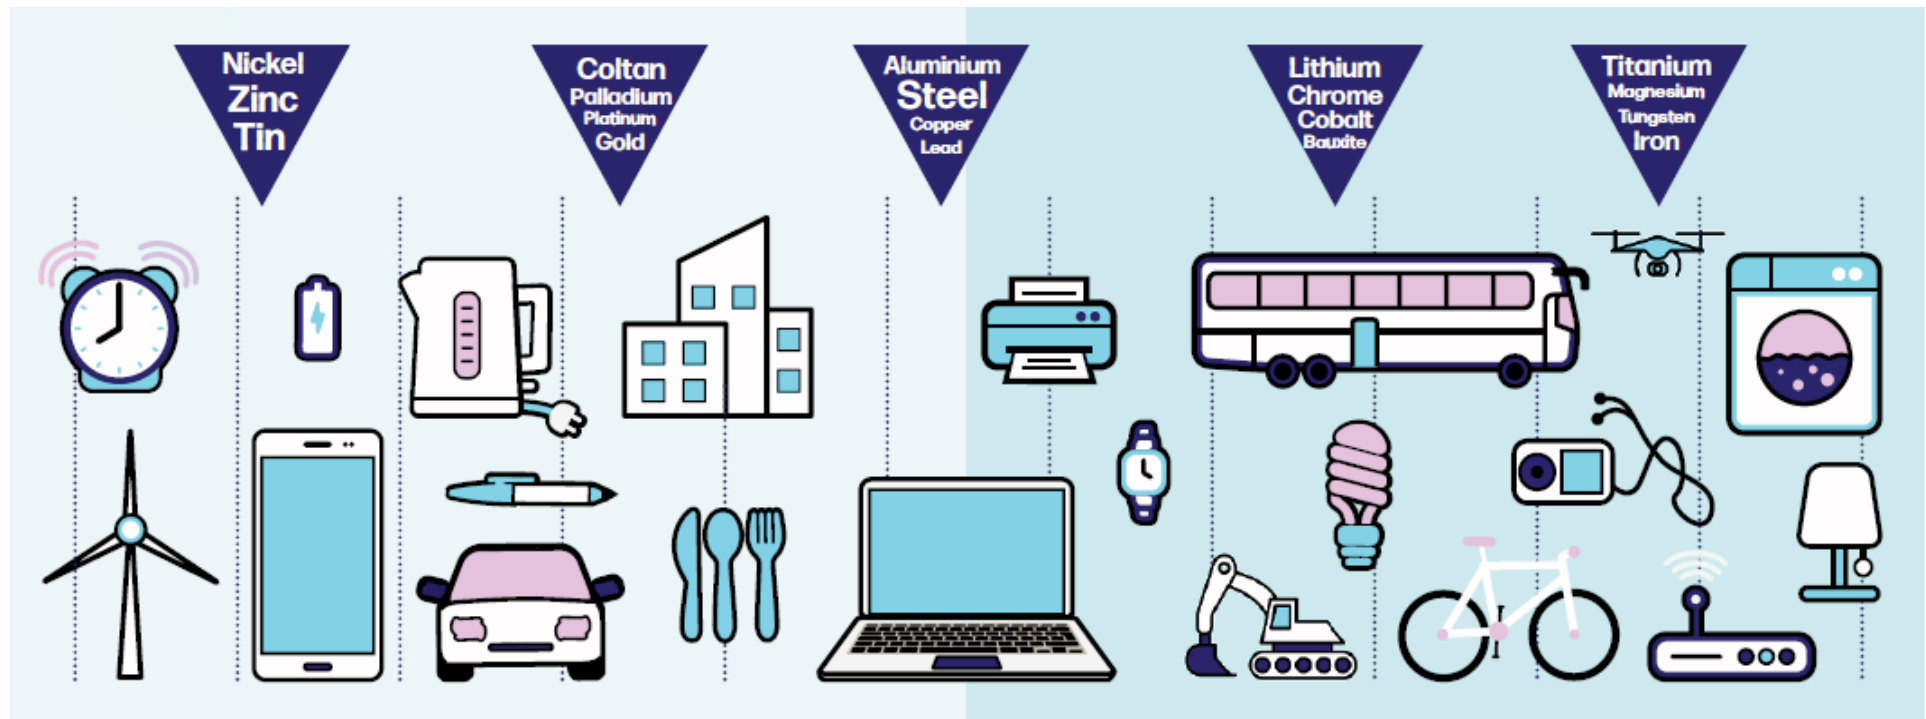 Nickel
Zinc
Tin
Coltan
Palladium
Platinum
Gold
Aluminium
Steel
Copper
Lead
Lithium
Chrome
Cobalt
Bauxite
Titanium
Magnesium
Tungsten
Iron